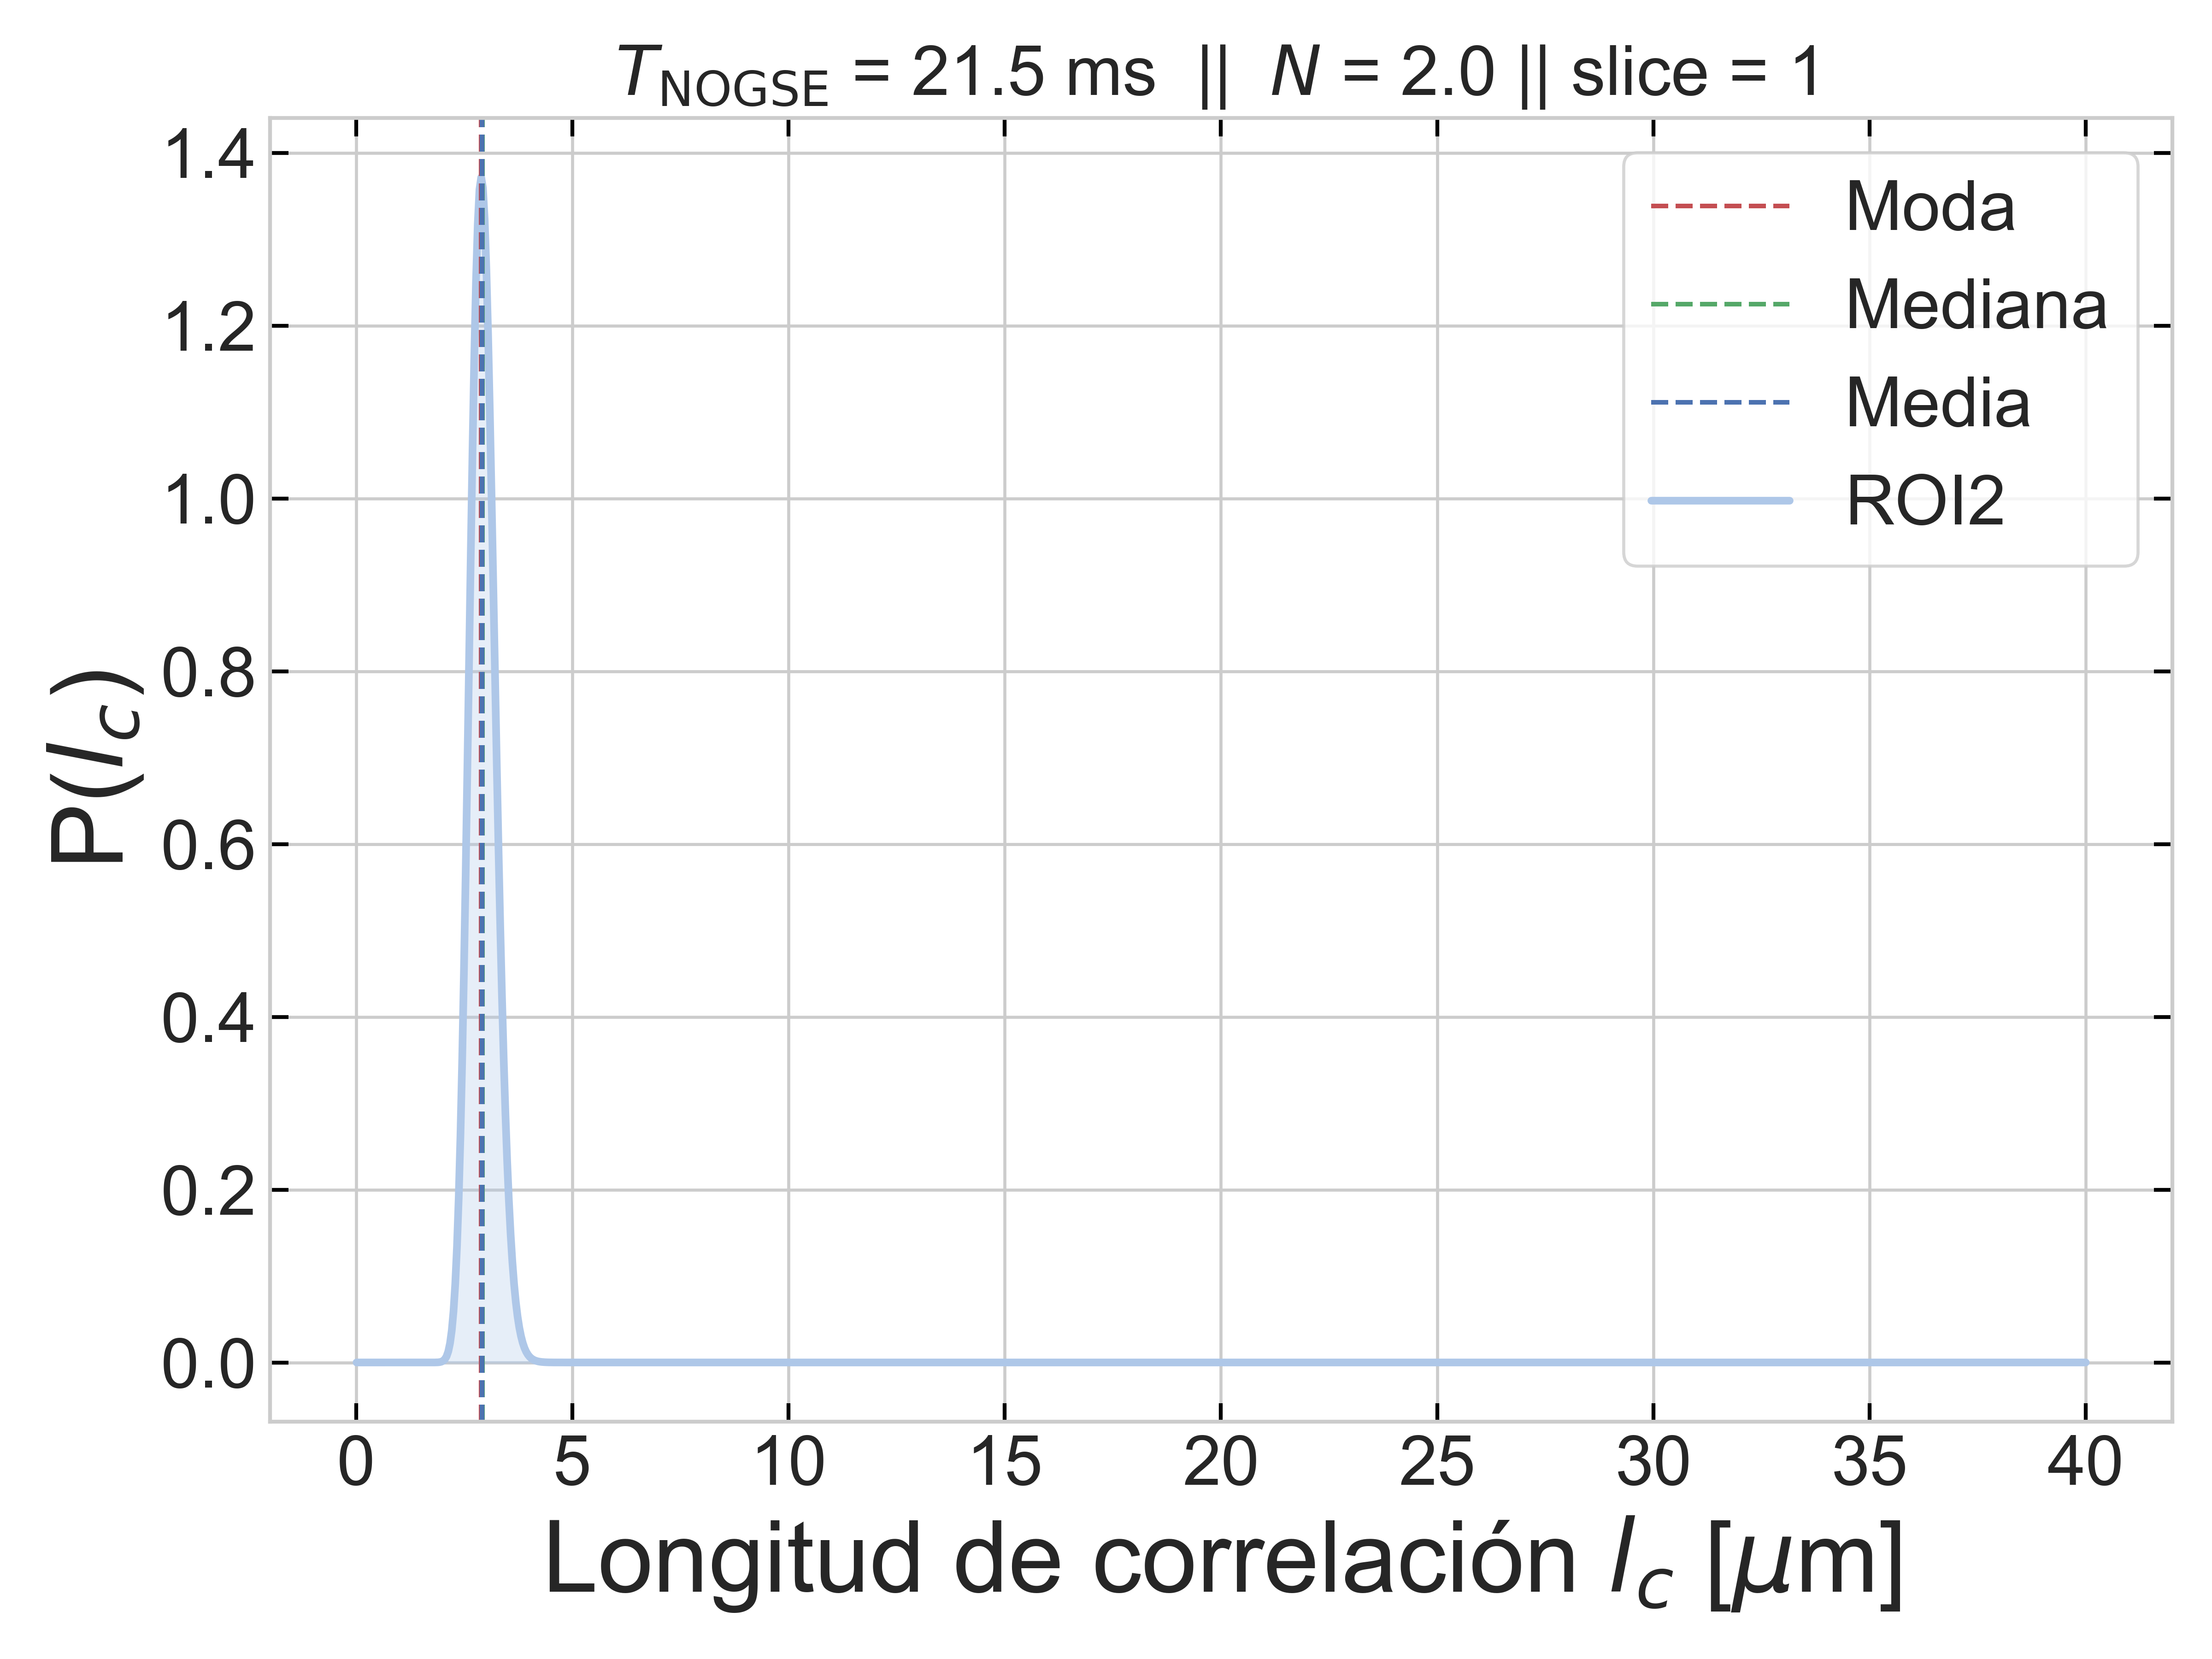 T_NOGSE = 21.5 ms || N = 2.0 || slice = 1
1.4
1.2
1.0
0.8
0.6
0.4
0.2
0.0
P(l_c)
Moda
Mediana
Media
ROI2
0 5 10 15 20 25 30 35 40
Longitud de correlación l_c [μm]